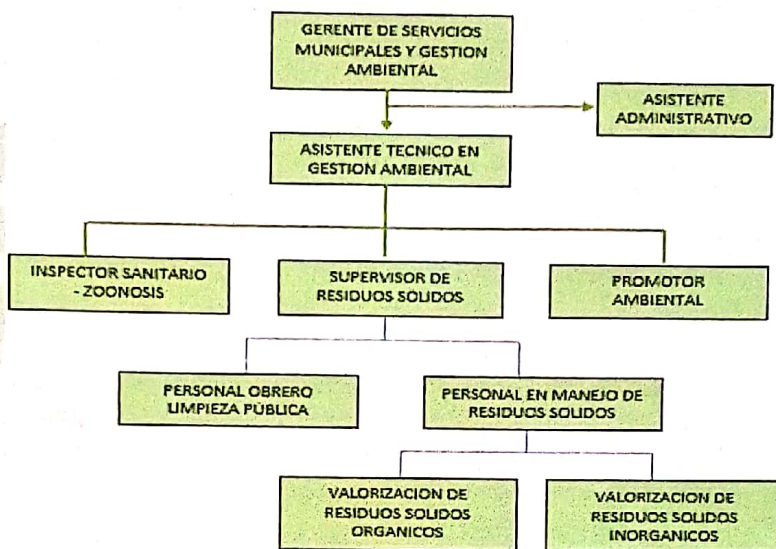 GERENTE DE SERVICIOS
MUNICIPALES Y GESTION
AMBIENTAL
ASISTENTE
ADMINISTRATIVO
ASISTENTE TECNICO EN
GESTION AMBIENTAL
INSPECTOR SANITARIO
- ZOONOSIS
SUPERVISOR DE
RESIDUOS SOLIDOS
PROMOTOR
AMBIENTAL
PERSONAL OBRERO
LIMPIEZA PÚBLICA
PERSONAL EN MANEJO DE
RESIDUOS SOLIDOS
VALORIZACION DE
RESIDUOS SOLIDOS
ORGANICOS
VALORIZACION DE
RESIDUOS SOLIDOS
INORGANICOS